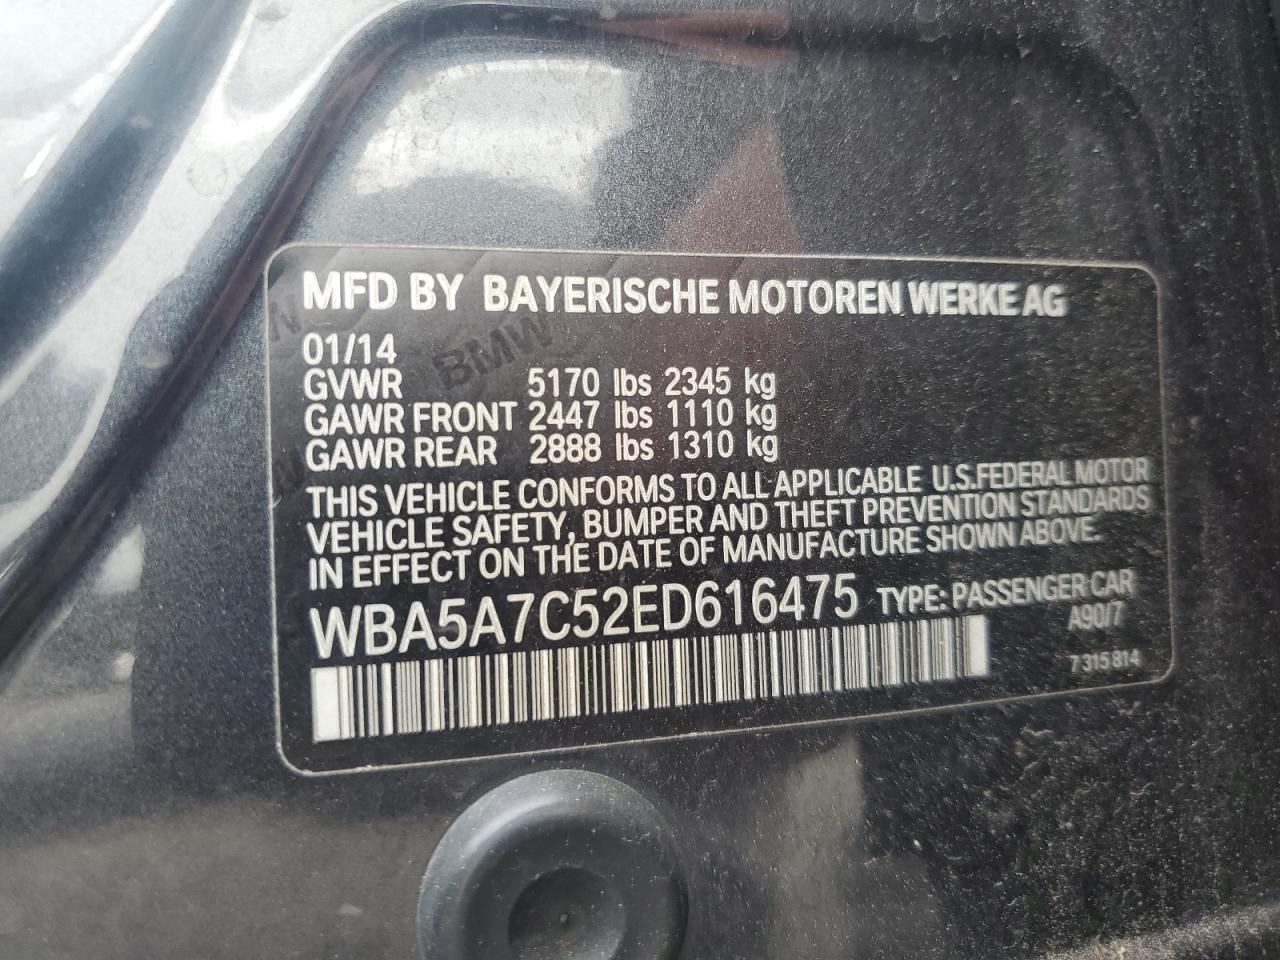 MFD BY BAYERISCHE MOTOREN WERKE AG
01/14
GVWR 5170 lbs 2345 kg
GAWR FRONT 2447 lbs 1110 kg
GAWR REAR 2888 lbs 1310 kg
THIS VEHICLE CONFORMS TO ALL APPLICABLE U.S.FEDERAL MOTOR
VEHICLE SAFETY, BUMPER AND THEFT PREVENTION STANDARDS
IN EFFECT ON THE DATE OF MANUFACTURE SHOWN ABOVE.
WBA5A7C52ED616475 TYPE: PASSENGER CAR
A90/7
7 315 814
BMW